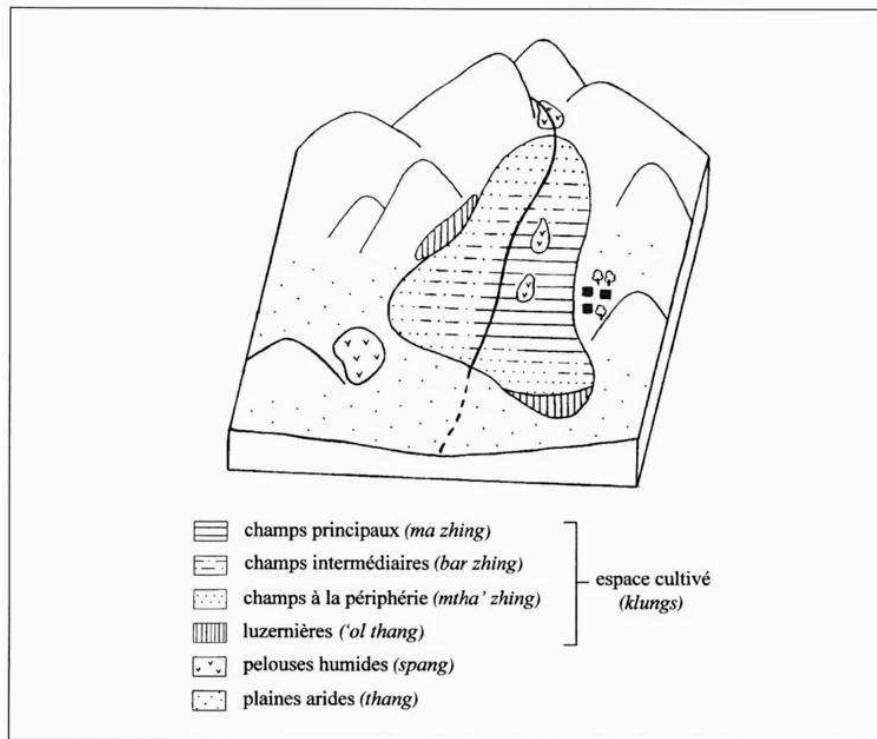 champs principaux (ma zhing)
champs intermédiaires (bar zhing)
champs à la périphérie (mtha' zhing)
luzernières ('ol thang)
pelouses humides (spang)
plaines arides (thang)
espace cultivé
(klungs)